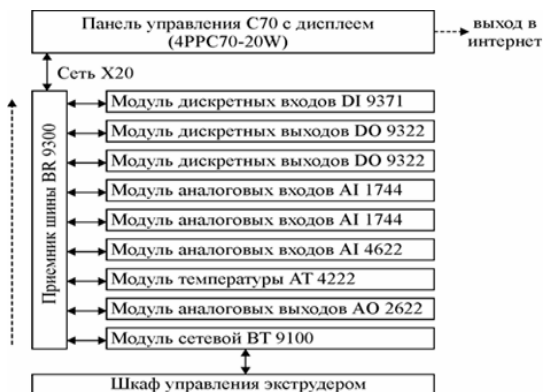 Панель управления С70 с дисплеем
(4PPC70-20W)
выход в
интернет
Сеть X20
Приемник шины BR 9300
Модуль дискретных входов DI 9371
Модуль дискретных выходов DO 9322
Модуль дискретных выходов DO 9322
Модуль аналоговых входов AI 1744
Модуль аналоговых входов AI 1744
Модуль аналоговых входов AI 4622
Модуль температуры AT 4222
Модуль аналоговых выходов AO 2622
Модуль сетевой BT 9100
Шкаф управления экструдером